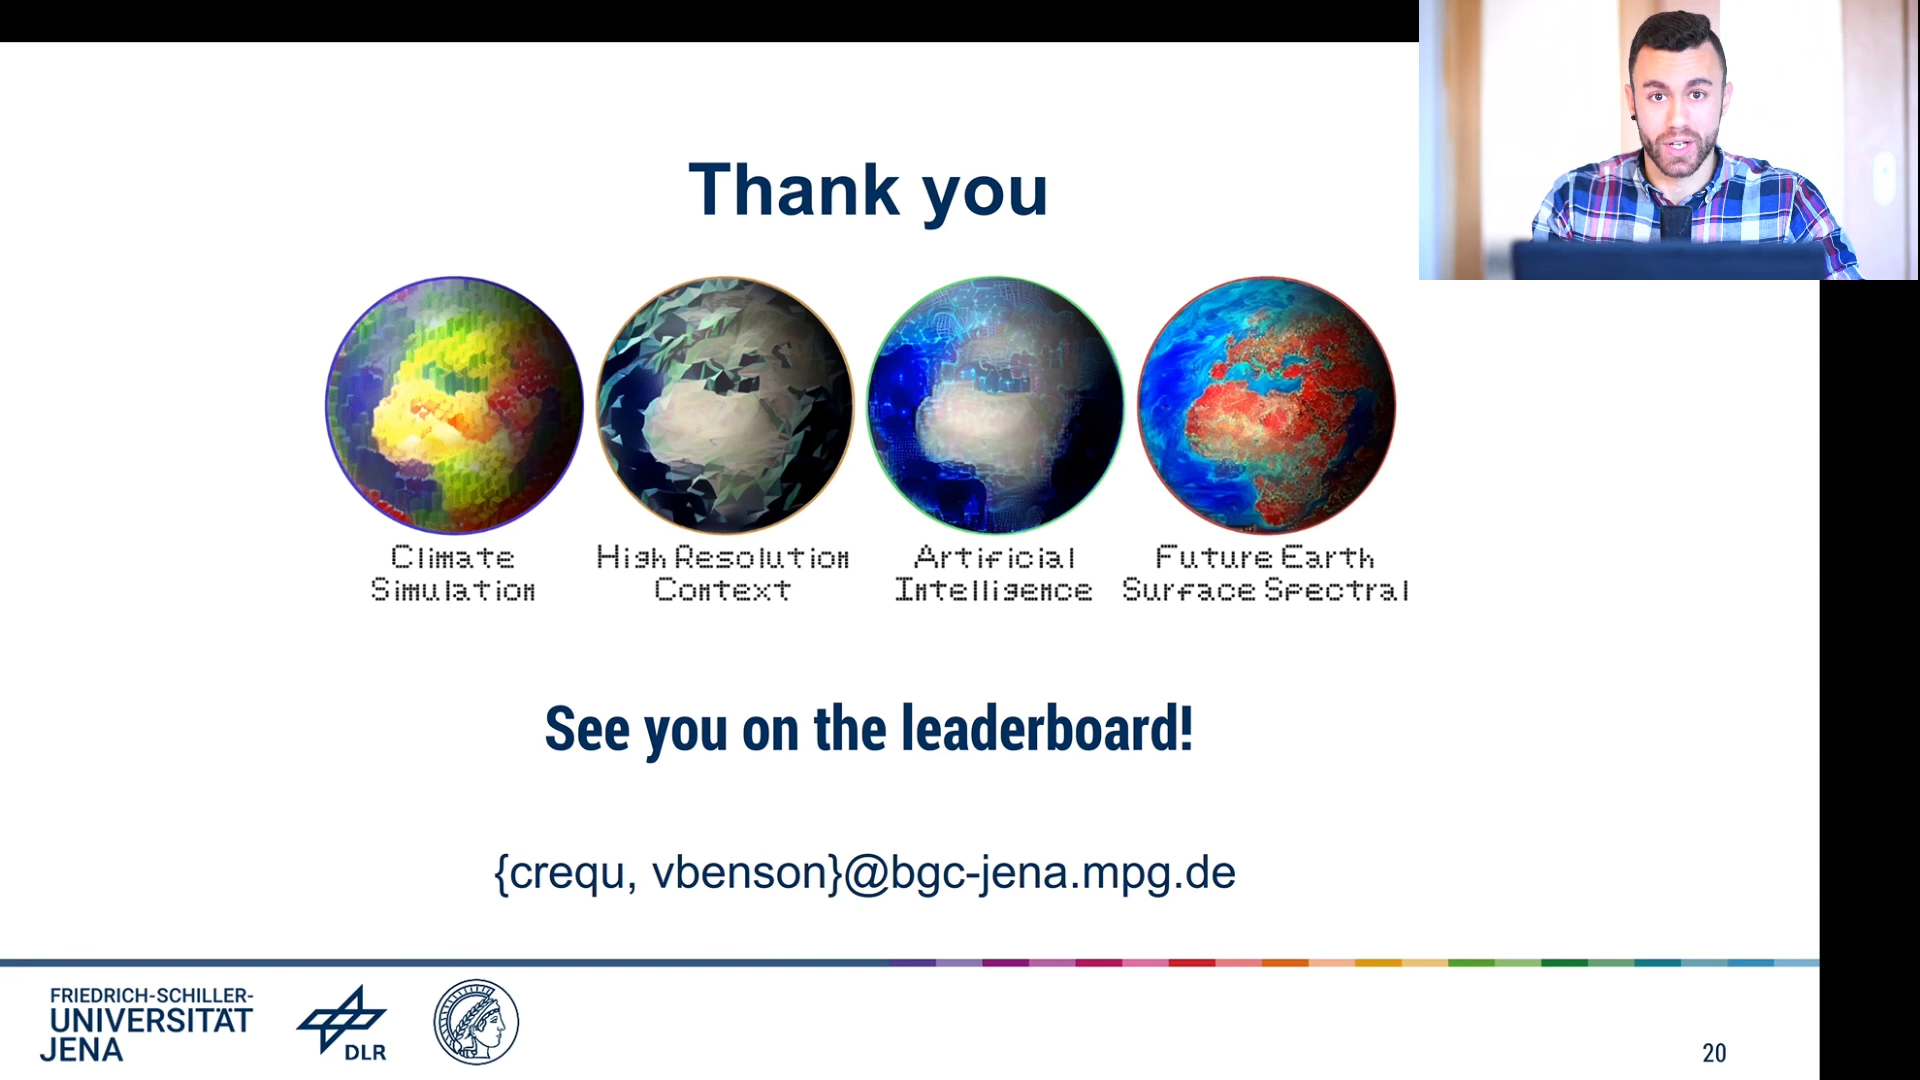 Thank you
Climate
Simulation
High Resolution
Context
Artificial
Intelligence
Future Earth
Surface Spectral
See you on the leaderboard!
{crequ, vbenson}@bgc-jena.mpg.de
FRIEDRICH-SCHILLER-
UNIVERSITÄT
JENA
DLR
20